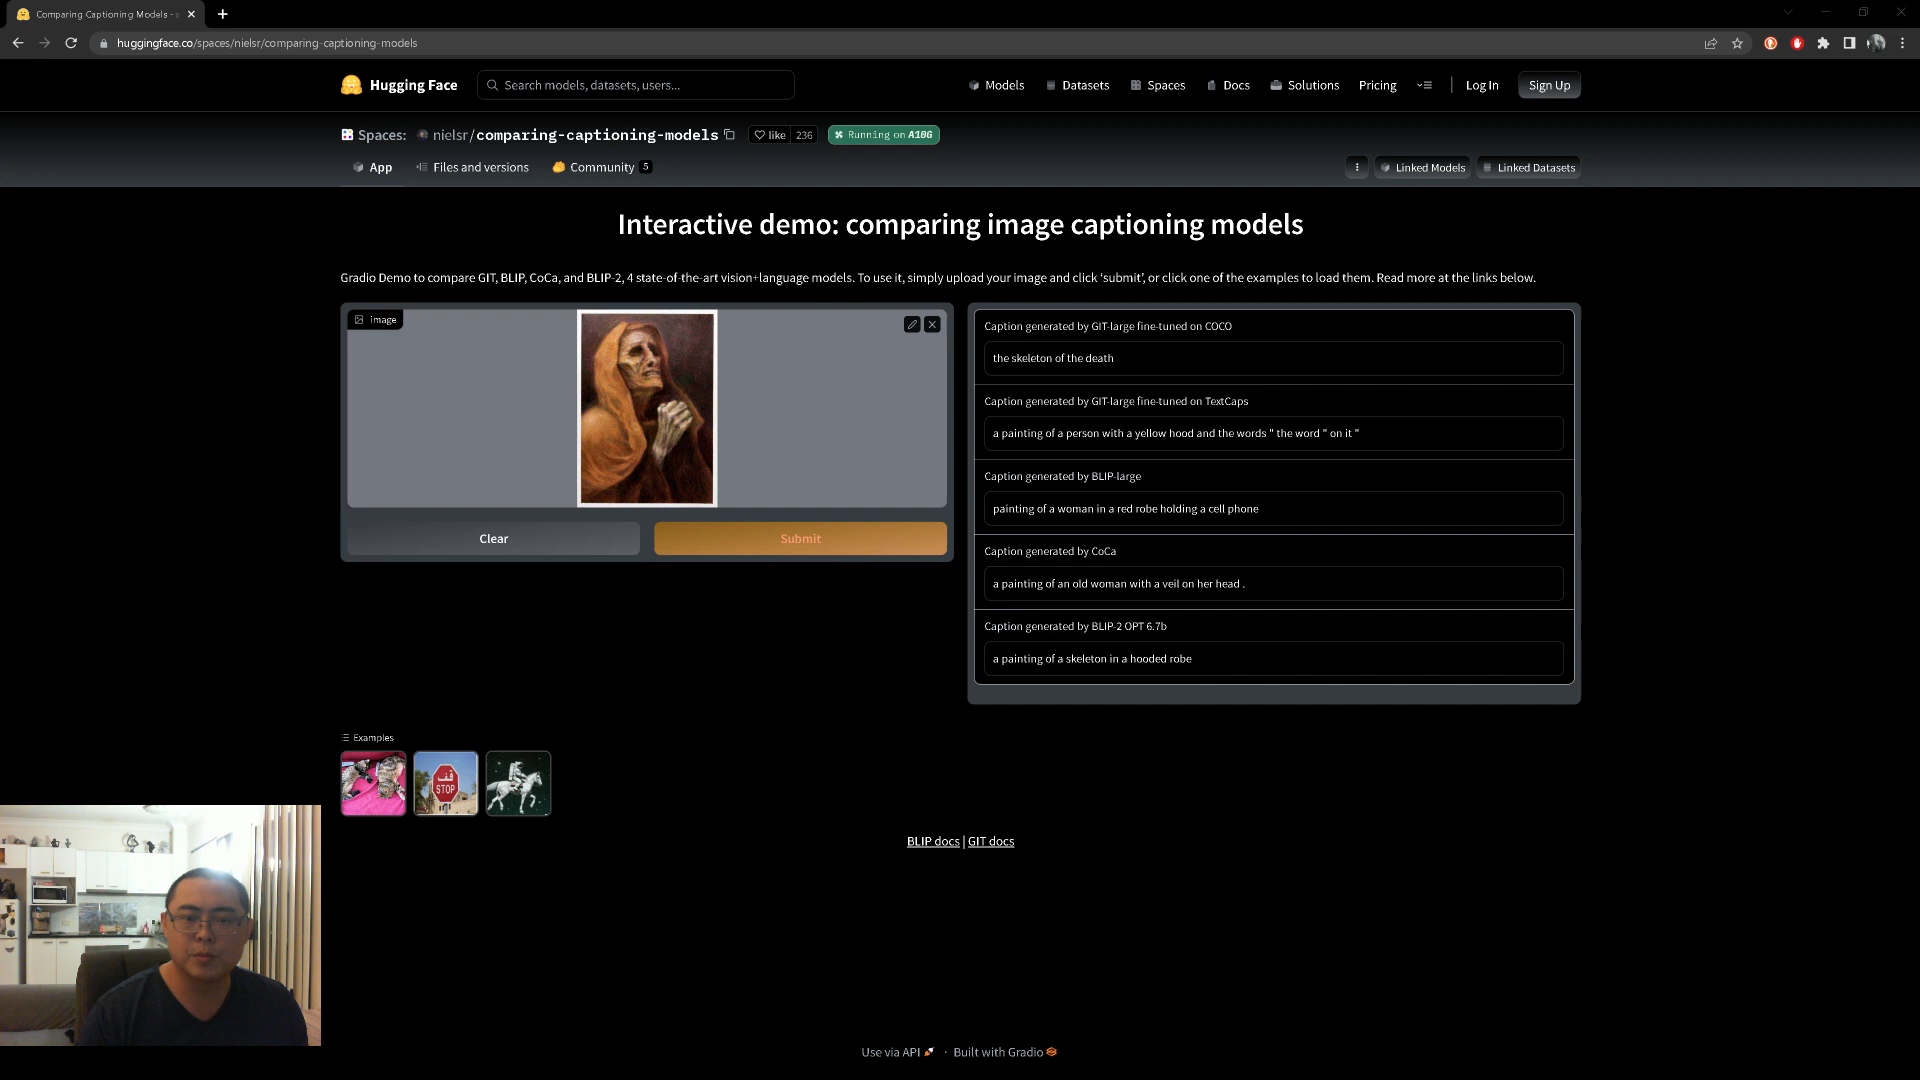 Comparing Captioning Models -
huggingface.co/spaces/nielsr/comparing-captioning-models
Hugging Face
Search models, datasets, users...
Models
Datasets
Spaces
Docs
Solutions
Pricing
Log In
Sign Up
Spaces:
nielsr/comparing-captioning-models
like 236
Running on A10G
App
Files and versions
Community 5
Linked Models
Linked Datasets
Interactive demo: comparing image captioning models
Gradio Demo to compare GIT, BLIP, CoCa, and BLIP-2, 4 state-of-the-art vision+language models. To use it, simply upload your image and click ‘submit’, or click one of the examples to load them. Read more at the links below.
image
Clear
Submit
Caption generated by GIT-large fine-tuned on COCO
the skeleton of the death
Caption generated by GIT-large fine-tuned on TextCaps
a painting of a person with a yellow hood and the words " the word " on it "
Caption generated by BLIP-large
painting of a woman in a red robe holding a cell phone
Caption generated by CoCa
a painting of an old woman with a veil on her head .
Caption generated by BLIP-2 OPT 6.7b
a painting of a skeleton in a hooded robe
Examples
قف
STOP
BLIP docs | GIT docs
Use via API · Built with Gradio